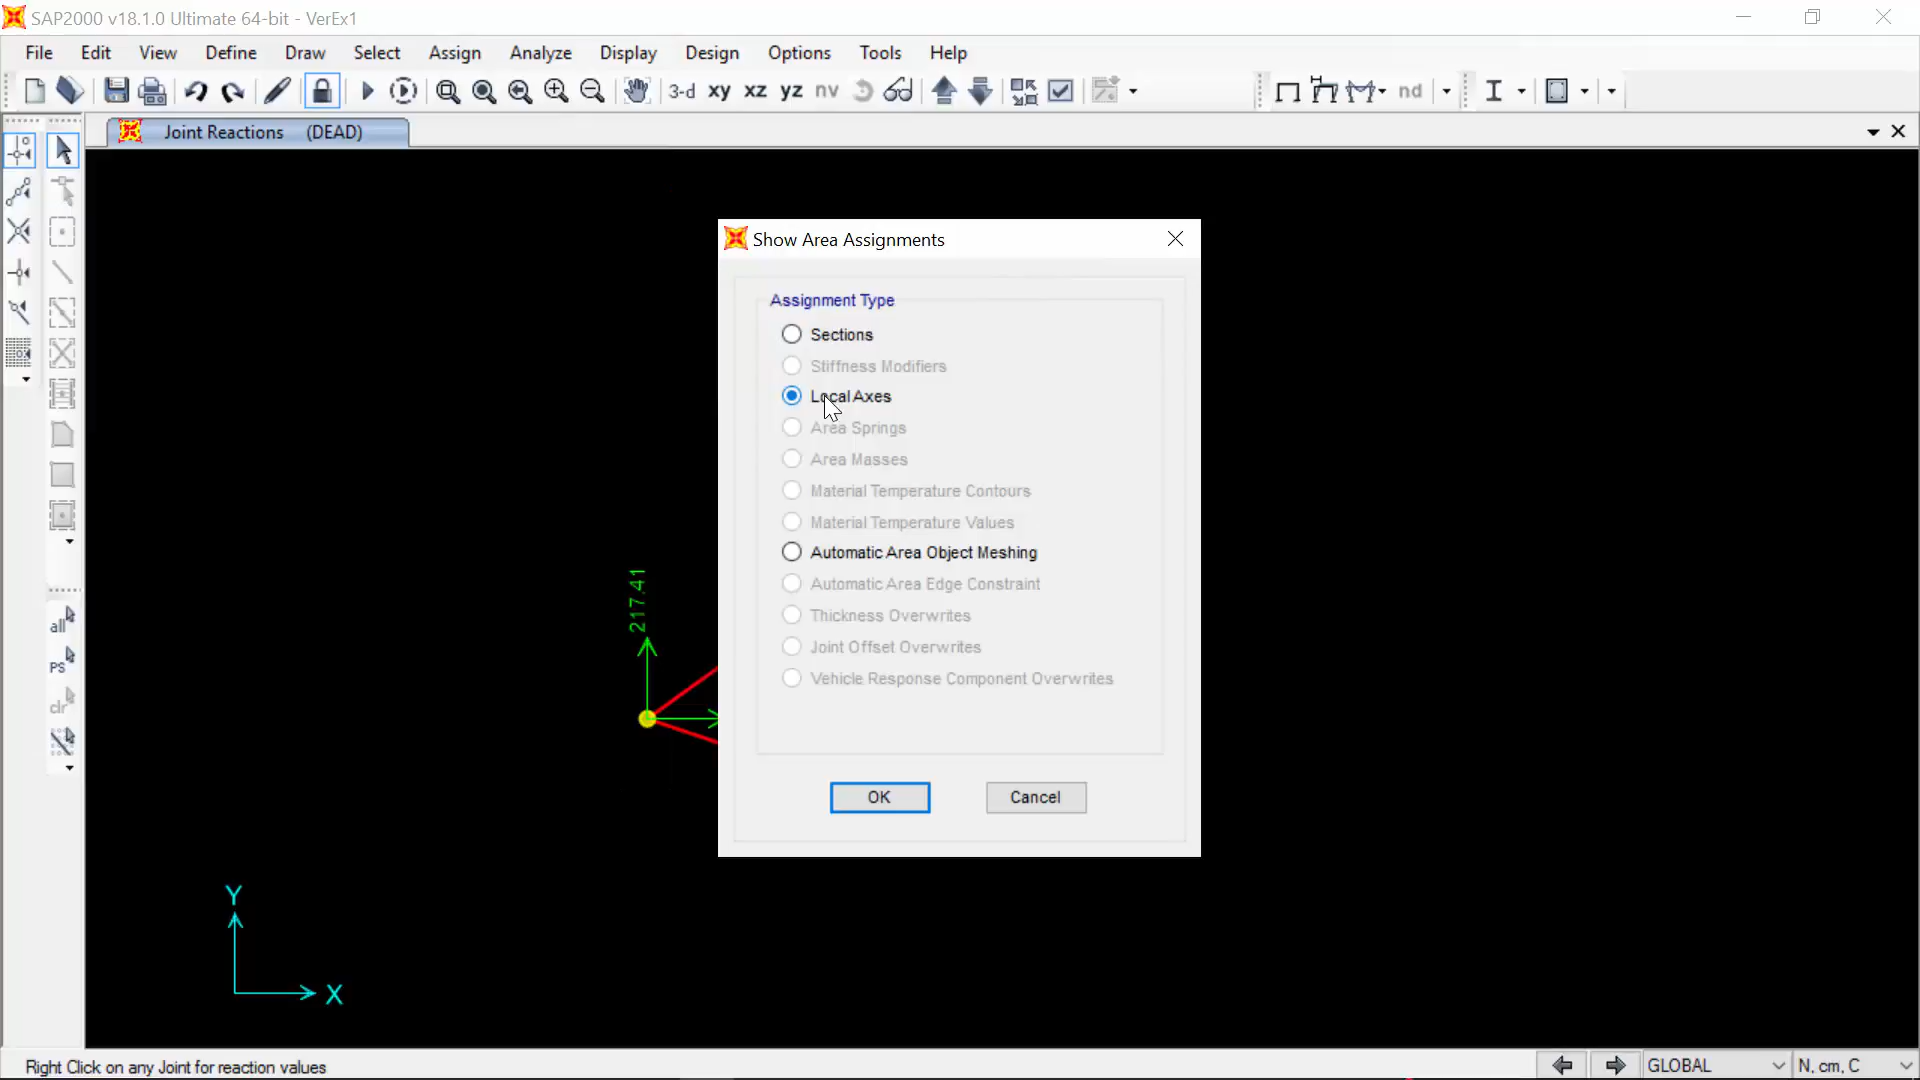 SAP2000 v18.1.0 Ultimate 64-bit - VerEx1
File Edit View Define Draw Select Assign Analyze Display Design Options Tools Help
3-d xy xz yz nv nd
Joint Reactions (DEAD)
Show Area Assignments
Assignment Type
Sections
Stiffness Modifiers
Local Axes
Area Springs
Area Masses
Material Temperature Contours
Material Temperature Values
Automatic Area Object Meshing
Automatic Area Edge Constraint
Thickness Overwrites
Joint Offset Overwrites
Vehicle Response Component Overwrites
OK Cancel
217.41
all
PS
clr
Y
X
Right Click on any Joint for reaction values
GLOBAL
N, cm, C